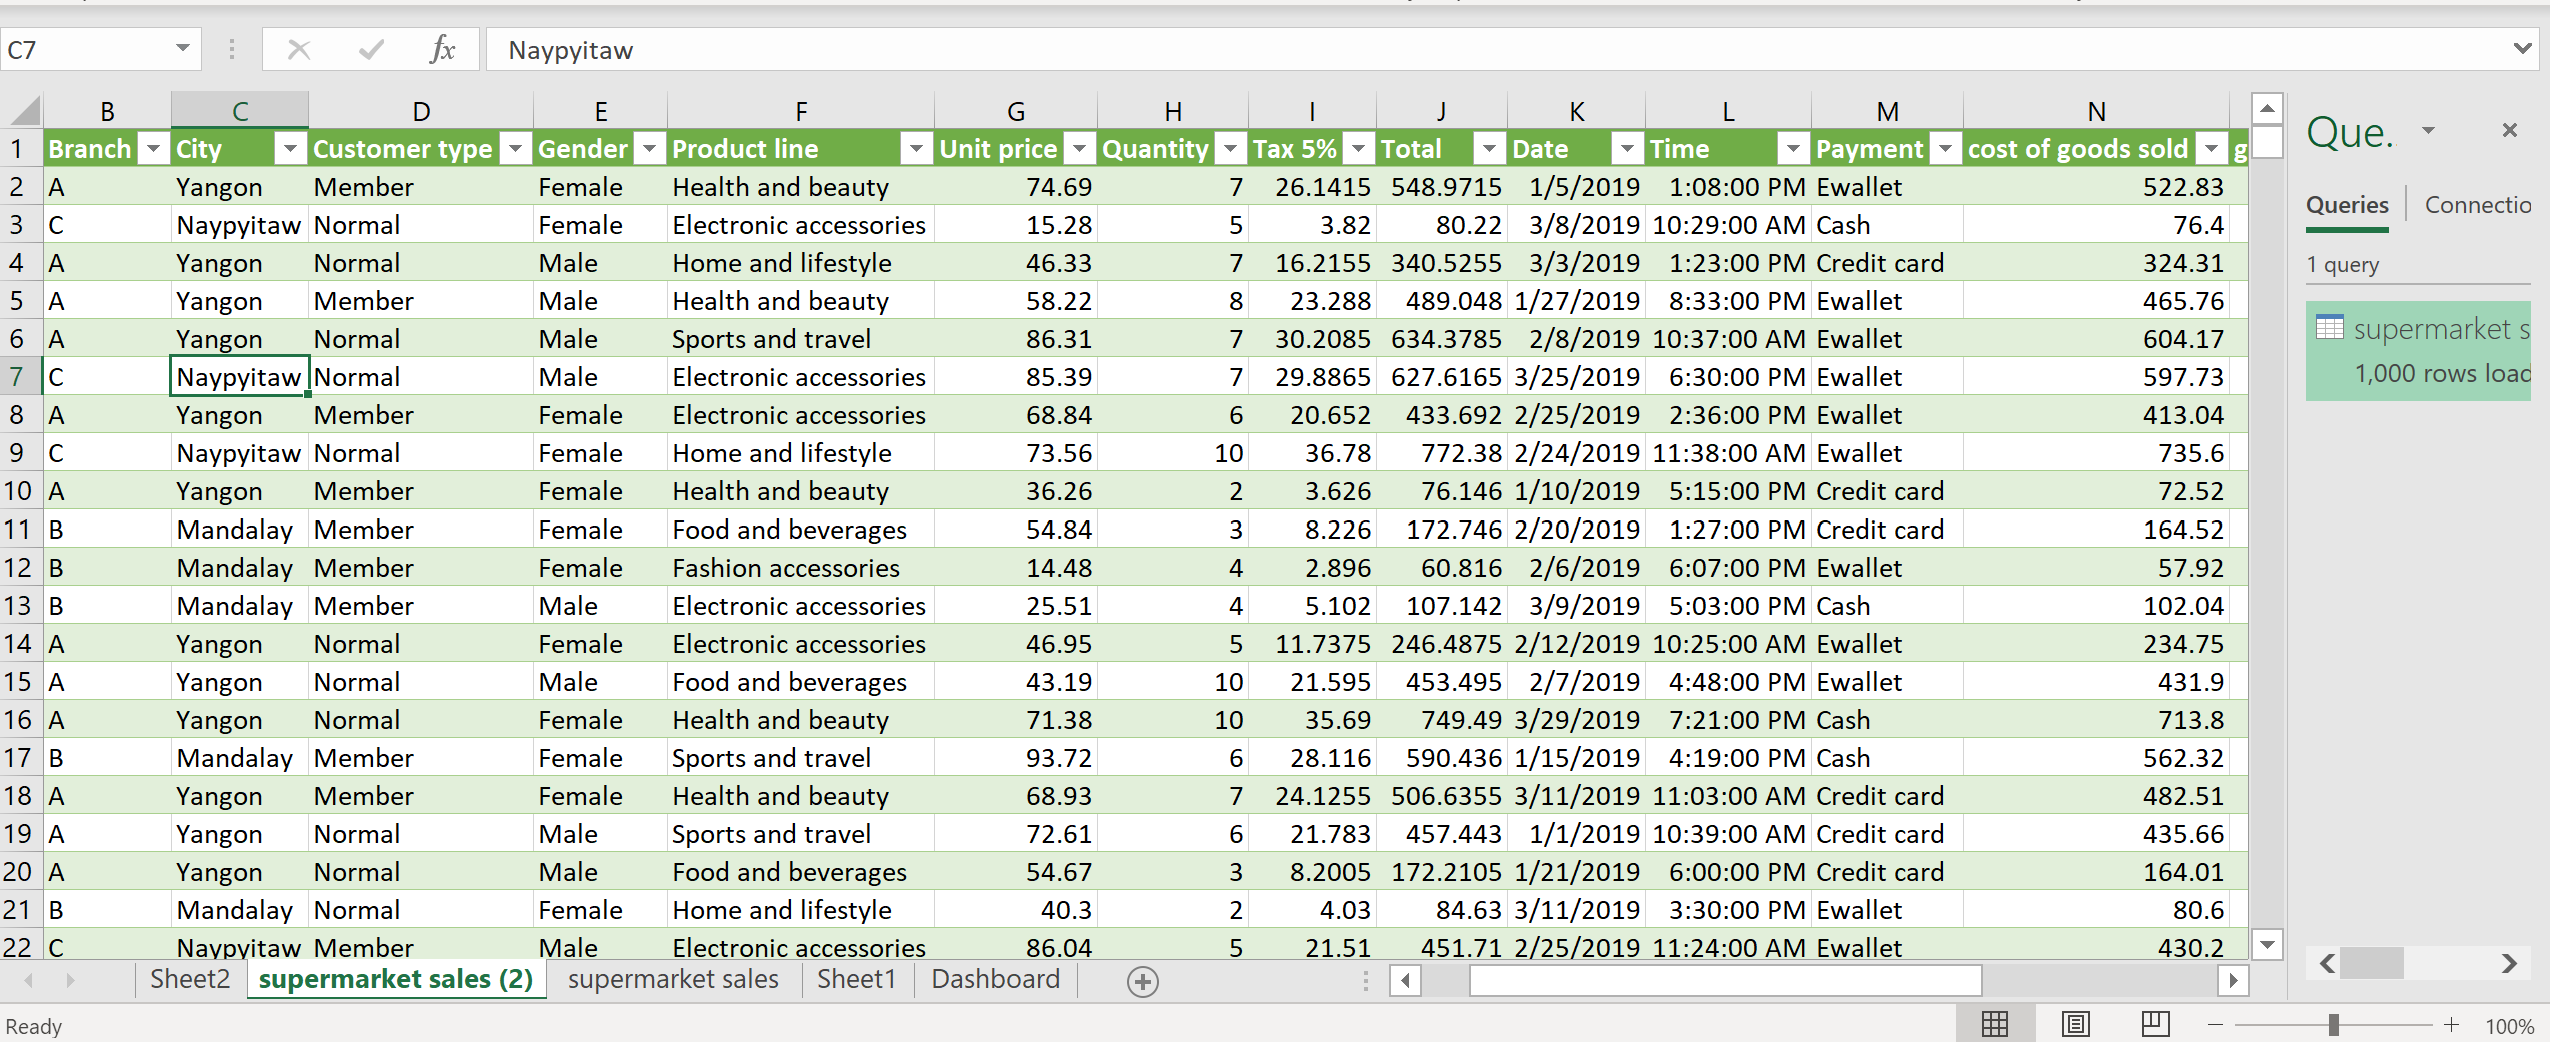 C7 fx Naypyitaw
B C D E F G H I J K L M N
1 Branch City Customer type Gender Product line Unit price Quantity Tax 5% Total Date Time Payment cost of goods sold g
2 A Yangon Member Female Health and beauty 74.69 7 26.1415 548.9715 1/5/2019 1:08:00 PM Ewallet 522.83
3 C Naypyitaw Normal Female Electronic accessories 15.28 5 3.82 80.22 3/8/2019 10:29:00 AM Cash 76.4
4 A Yangon Normal Male Home and lifestyle 46.33 7 16.2155 340.5255 3/3/2019 1:23:00 PM Credit card 324.31
5 A Yangon Member Male Health and beauty 58.22 8 23.288 489.048 1/27/2019 8:33:00 PM Ewallet 465.76
6 A Yangon Normal Male Sports and travel 86.31 7 30.2085 634.3785 2/8/2019 10:37:00 AM Ewallet 604.17
7 C Naypyitaw Normal Male Electronic accessories 85.39 7 29.8865 627.6165 3/25/2019 6:30:00 PM Ewallet 597.73
8 A Yangon Member Female Electronic accessories 68.84 6 20.652 433.692 2/25/2019 2:36:00 PM Ewallet 413.04
9 C Naypyitaw Normal Female Home and lifestyle 73.56 10 36.78 772.38 2/24/2019 11:38:00 AM Ewallet 735.6
10 A Yangon Member Female Health and beauty 36.26 2 3.626 76.146 1/10/2019 5:15:00 PM Credit card 72.52
11 B Mandalay Member Female Food and beverages 54.84 3 8.226 172.746 2/20/2019 1:27:00 PM Credit card 164.52
12 B Mandalay Member Female Fashion accessories 14.48 4 2.896 60.816 2/6/2019 6:07:00 PM Ewallet 57.92
13 B Mandalay Member Male Electronic accessories 25.51 4 5.102 107.142 3/9/2019 5:03:00 PM Cash 102.04
14 A Yangon Normal Female Electronic accessories 46.95 5 11.7375 246.4875 2/12/2019 10:25:00 AM Ewallet 234.75
15 A Yangon Normal Male Food and beverages 43.19 10 21.595 453.495 2/7/2019 4:48:00 PM Ewallet 431.9
16 A Yangon Normal Female Health and beauty 71.38 10 35.69 749.49 3/29/2019 7:21:00 PM Cash 713.8
17 B Mandalay Member Female Sports and travel 93.72 6 28.116 590.436 1/15/2019 4:19:00 PM Cash 562.32
18 A Yangon Member Female Health and beauty 68.93 7 24.1255 506.6355 3/11/2019 11:03:00 AM Credit card 482.51
19 A Yangon Normal Male Sports and travel 72.61 6 21.783 457.443 1/1/2019 10:39:00 AM Credit card 435.66
20 A Yangon Normal Male Food and beverages 54.67 3 8.2005 172.2105 1/21/2019 6:00:00 PM Credit card 164.01
21 B Mandalay Normal Female Home and lifestyle 40.3 2 4.03 84.63 3/11/2019 3:30:00 PM Ewallet 80.6
22 C Naypyitaw Member Male Electronic accessories 86.04 5 21.51 451.71 2/25/2019 11:24:00 AM Ewallet 430.2
Que..
Queries Connectio
1 query
supermarket s
1,000 rows load
Sheet2 supermarket sales (2) supermarket sales Sheet1 Dashboard
Ready 100%